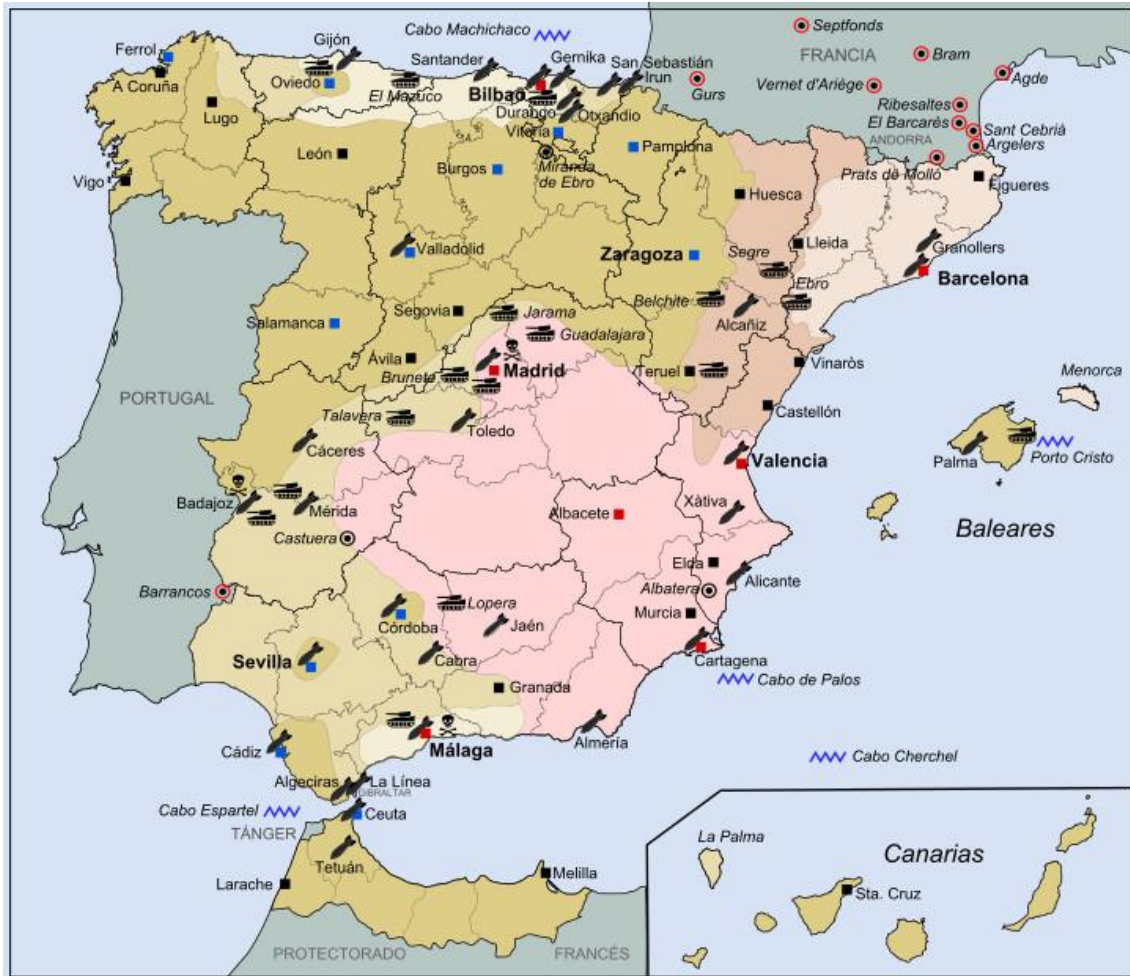 Cabo Machichaco
Septfonds
FRANCIA
Bram
Ferrol
Gijón
Santander
Gernika
San Sebastián
Irun
Gurs
Vernet d'Ariège
Agde
A Coruña
Oviedo
El Mazuco
Bilbao
Durango
Otxandio
Ribesaltes
El Barcarès
Sant Cebrià
Argelers
ANDORRA
Lugo
Vitoria
Pamplona
León
Burgos
Miranda
de Ebro
Prats de Molló
Figueres
Vigo
Huesca
Valladolid
Zaragoza
Segre
Lleida
Granollers
Barcelona
Salamanca
Segovia
Jarama
Guadalajara
Belchite
Ebro
Alcañiz
Ávila
Brunete
Madrid
Teruel
Vinaròs
Menorca
PORTUGAL
Talavera
Toledo
Castellón
Cáceres
Valencia
Palma
Porto Cristo
Badajoz
Mérida
Albacete
Xàtiva
Baleares
Castuera
Elda
Alicante
Barrancos
Albatera
Lopera
Murcia
Córdoba
Jaén
Sevilla
Cabra
Cartagena
Cabo de Palos
Granada
Cádiz
Málaga
Almería
Cabo Cherchel
Algeciras
La Línea
GIBRALTAR
Cabo Espartel
Ceuta
TÁNGER
Tetuán
Larache
Melilla
La Palma
Canarias
Sta. Cruz
PROTECTORADO
FRANCÉS